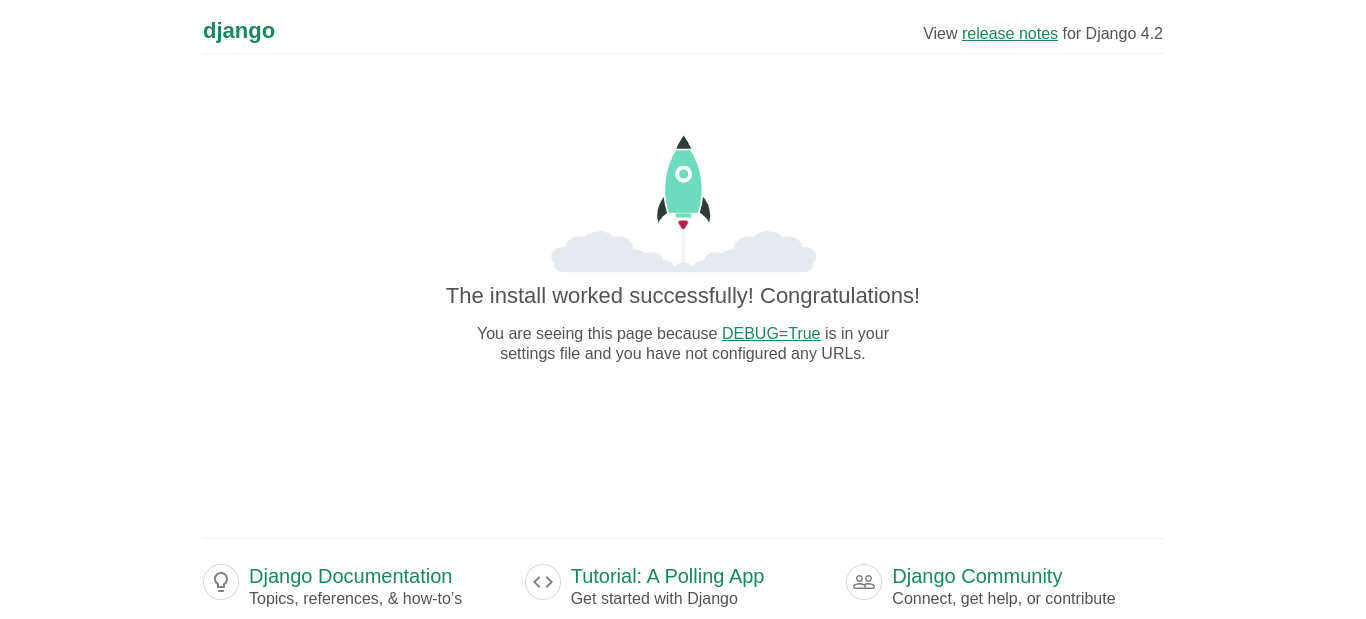 django
View release notes for Django 4.2
The install worked successfully! Congratulations!
You are seeing this page because DEBUG=True is in your
settings file and you have not configured any URLs.
Django Documentation
Topics, references, & how-to’s
Tutorial: A Polling App
Get started with Django
Django Community
Connect, get help, or contribute